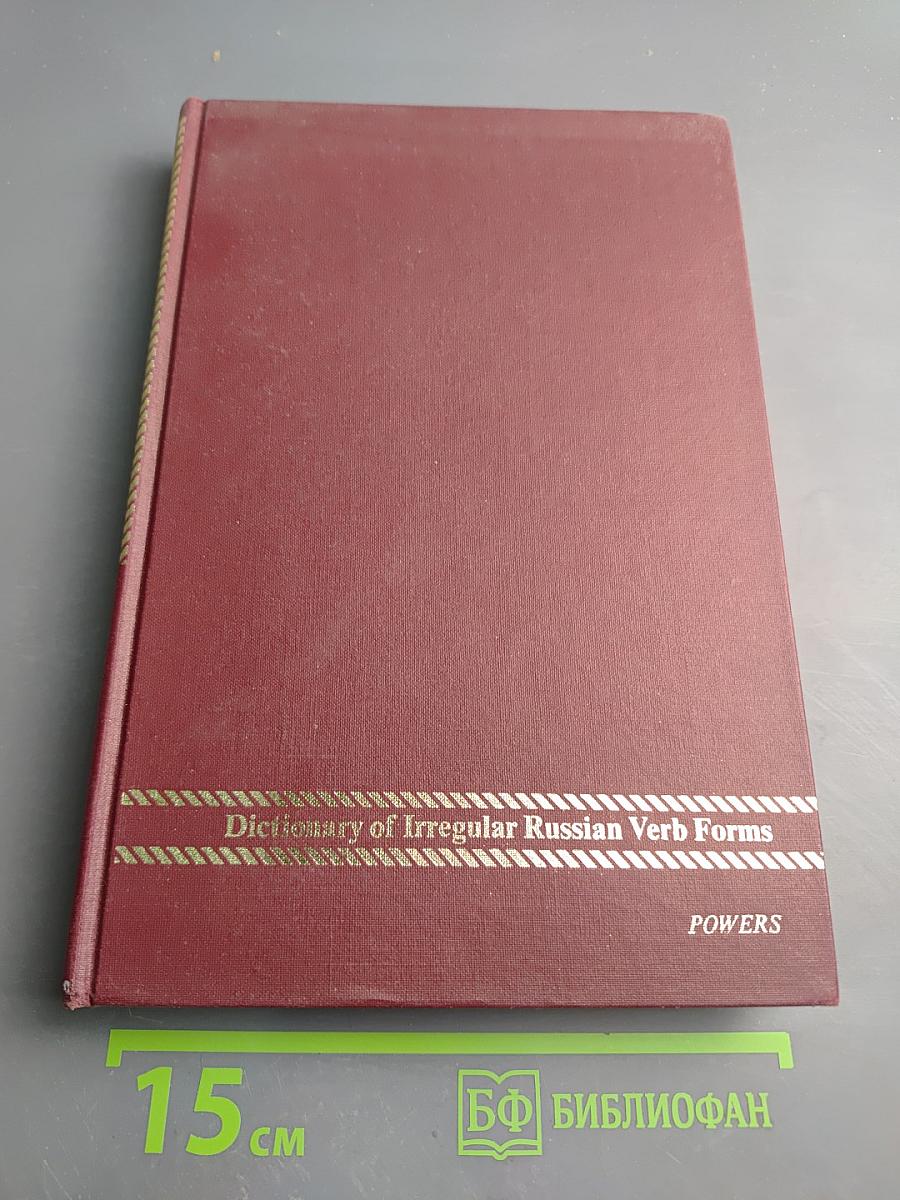 Dictionary of Irregular Russian Verb Forms
POWERS
15 см
БФ БИБЛИОФАН